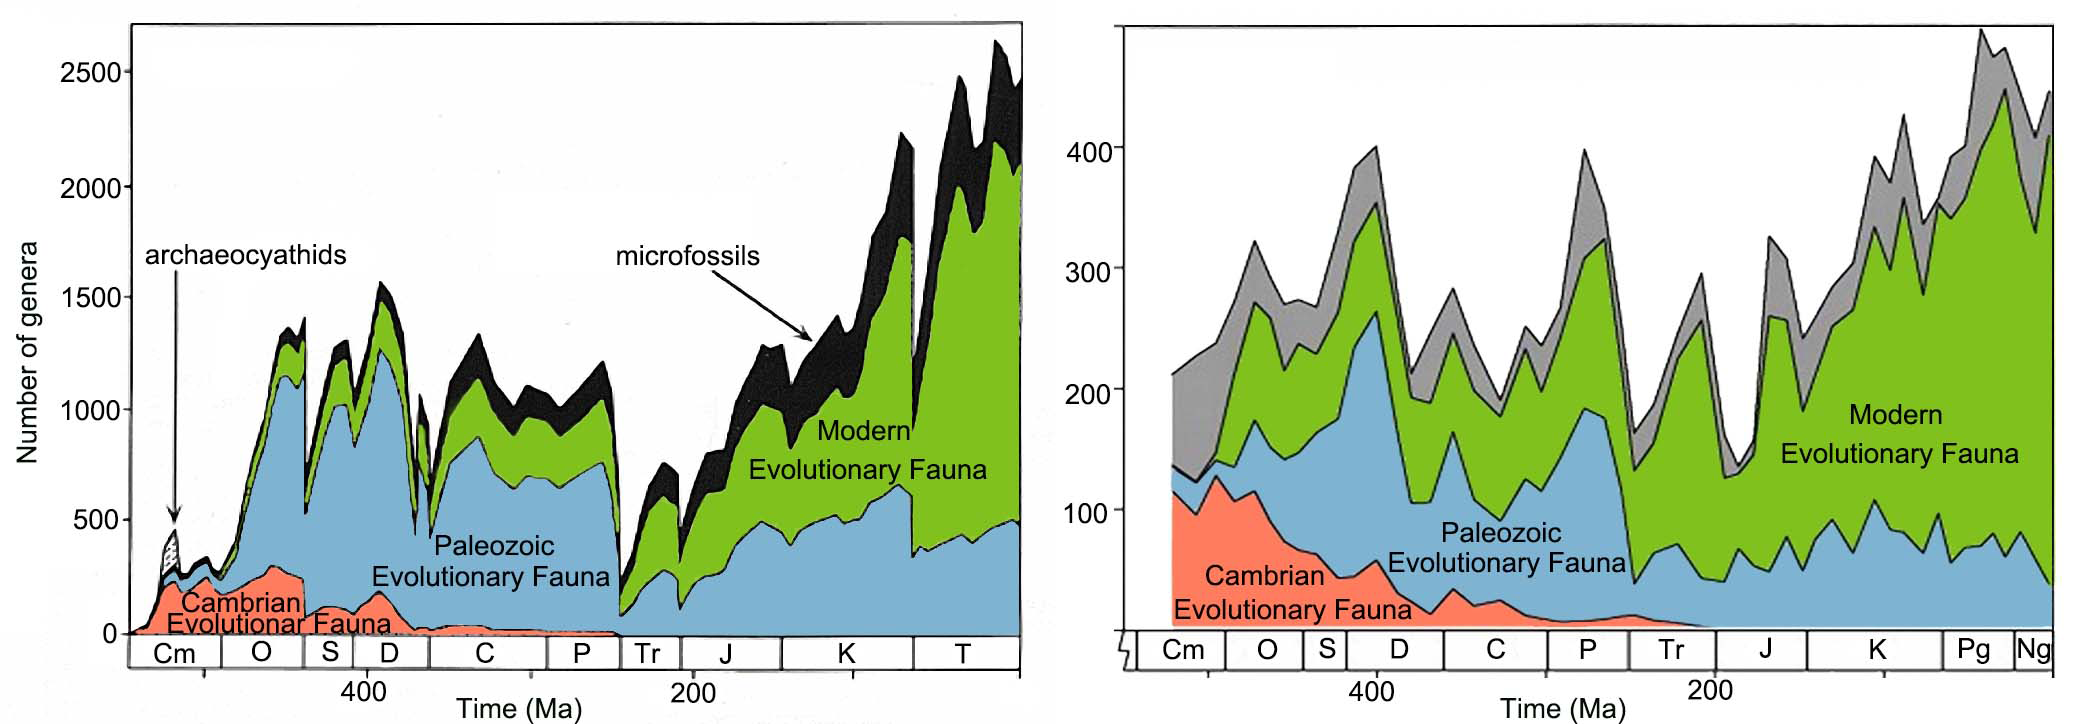 2500
2000
1500
1000
500
0
Number of genera
archaeocyathids
microfossils
Modern
Evolutionary Fauna
Paleozoic
Evolutionary Fauna
Cambrian
Evolutionar Fauna
Cm O S D C P Tr J K T
400 200
Time (Ma)
400
300
200
100
Modern
Evolutionary Fauna
Paleozoic
Evolutionary Fauna
Cambrian
Evolutionary Fauna
Cm O S D C P Tr J K Pg Ng
400 200
Time (Ma)